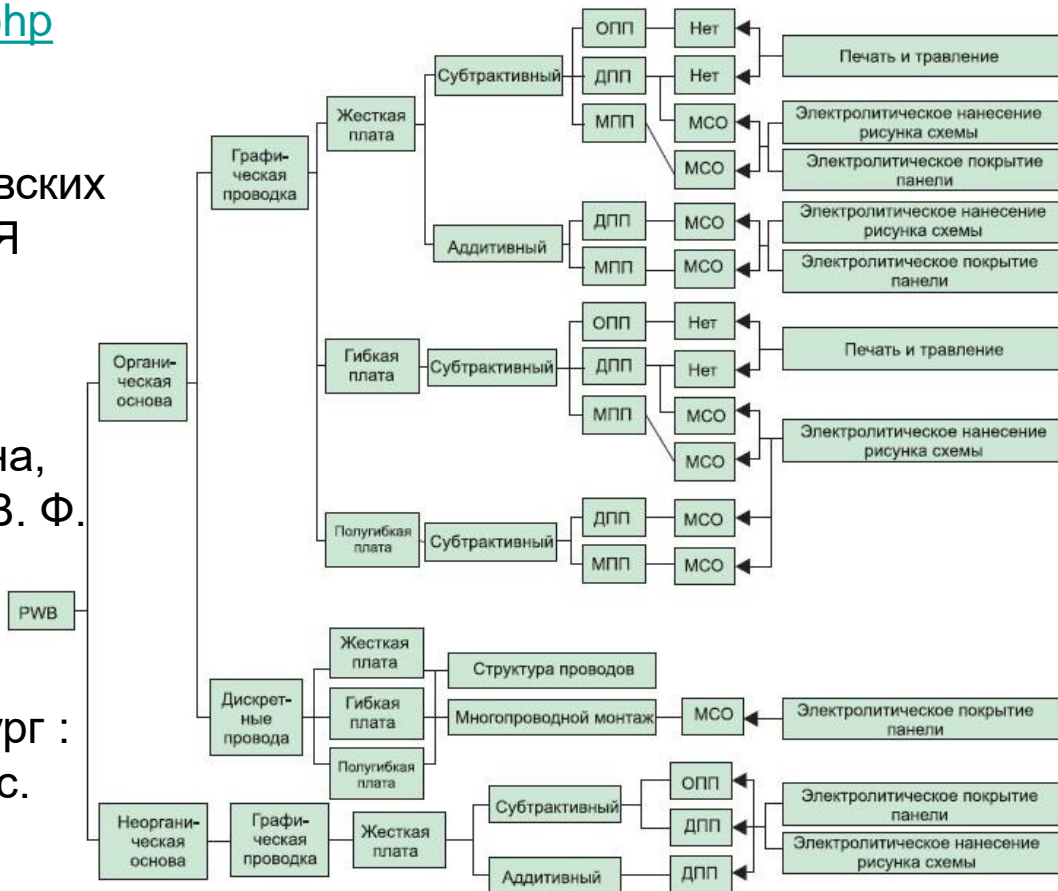 php
вских
Я
на,
В. Ф.
ург :
с.
PWB
Органи-
ческая
основа
Неоргани-
ческая
основа
Графи-
ческая
проводка
Дискрет-
ные
провода
Графи-
ческая
проводка
Жесткая
плата
Гибкая
плата
Полугибкая
плата
Жесткая
плата
Гибкая
плата
Полугибкая
плата
Жесткая
плата
Субтрактивный
Аддитивный
Субтрактивный
Субтрактивный
Структура проводов
Многопроводной монтаж
Субтрактивный
Аддитивный
ОПП
Нет
ДПП
Нет
МПП
МСО
МСО
ДПП
МСО
МПП
МСО
ОПП
Нет
ДПП
Нет
МПП
МСО
МСО
ДПП
МСО
МПП
МСО
МСО
ОПП
ДПП
ДПП
Печать и травление
Электролитическое нанесение
рисунка схемы
Электролитическое покрытие
панели
Электролитическое нанесение
рисунка схемы
Электролитическое покрытие
панели
Печать и травление
Электролитическое нанесение
рисунка схемы
Электролитическое покрытие
панели
Электролитическое покрытие
панели
Электролитическое нанесение
рисунка схемы